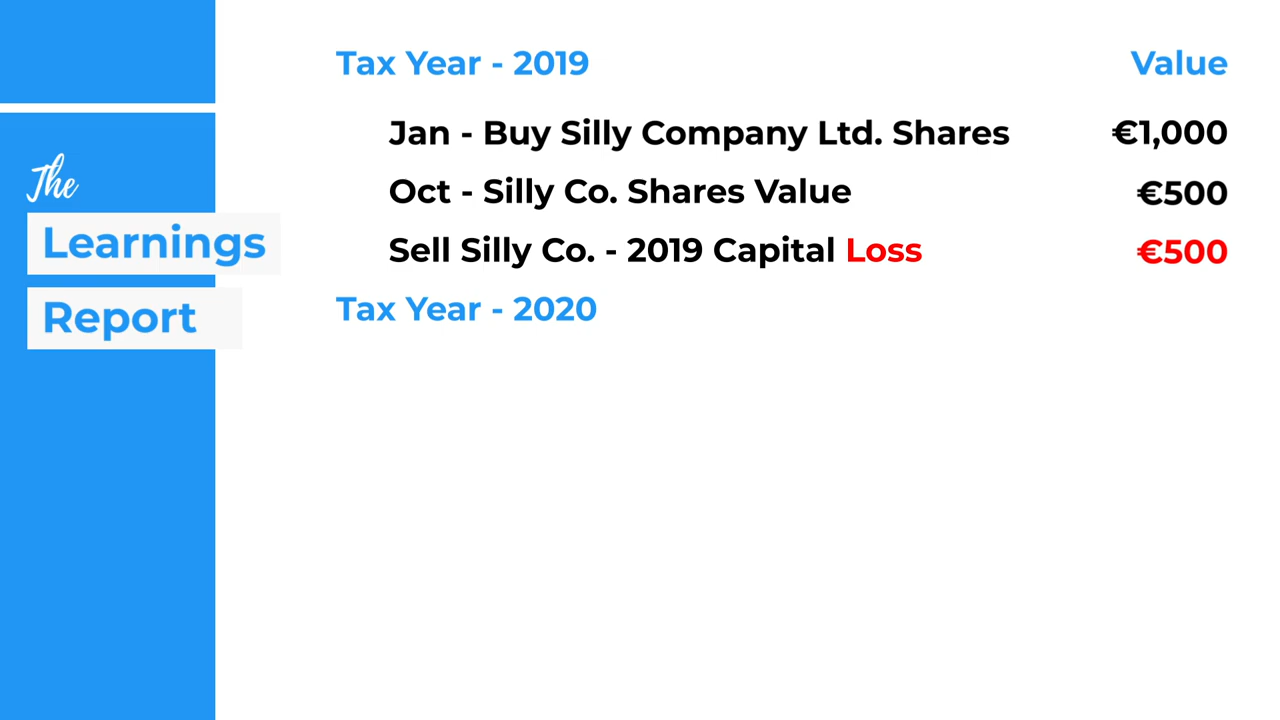 The
Learnings
Report
Tax Year - 2019 Value
Jan - Buy Silly Company Ltd. Shares €1,000
Oct - Silly Co. Shares Value €500
Sell Silly Co. - 2019 Capital Loss €500
Tax Year - 2020